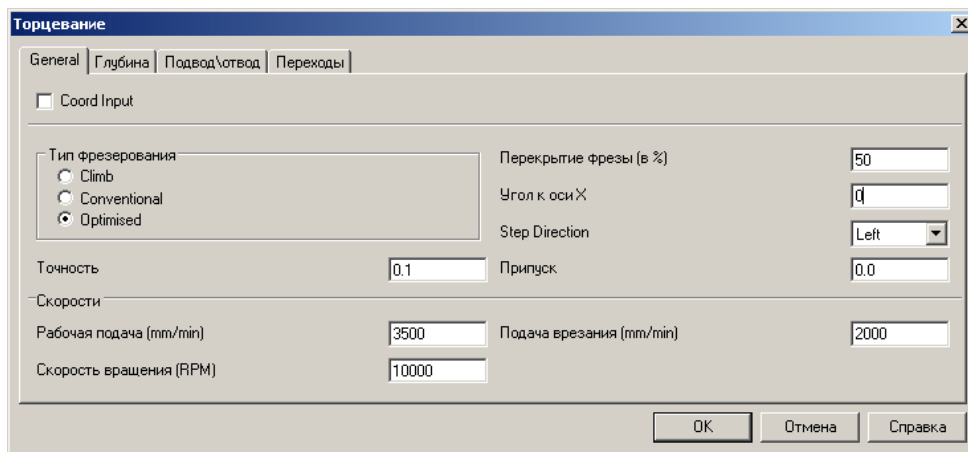 Торцевание
General Глубина Подвод\отвод Переходы
Coord Input
Тип фрезерования
Climb
Conventional
Optimised
Перекрытие фрезы (в %) 50
Угол к оси X 0
Step Direction Left
Точность 0.1 Припуск 0.0
Скорости
Рабочая подача (mm/min) 3500 Подача врезания (mm/min) 2000
Скорость вращения (RPM) 10000
OK Отмена Справка